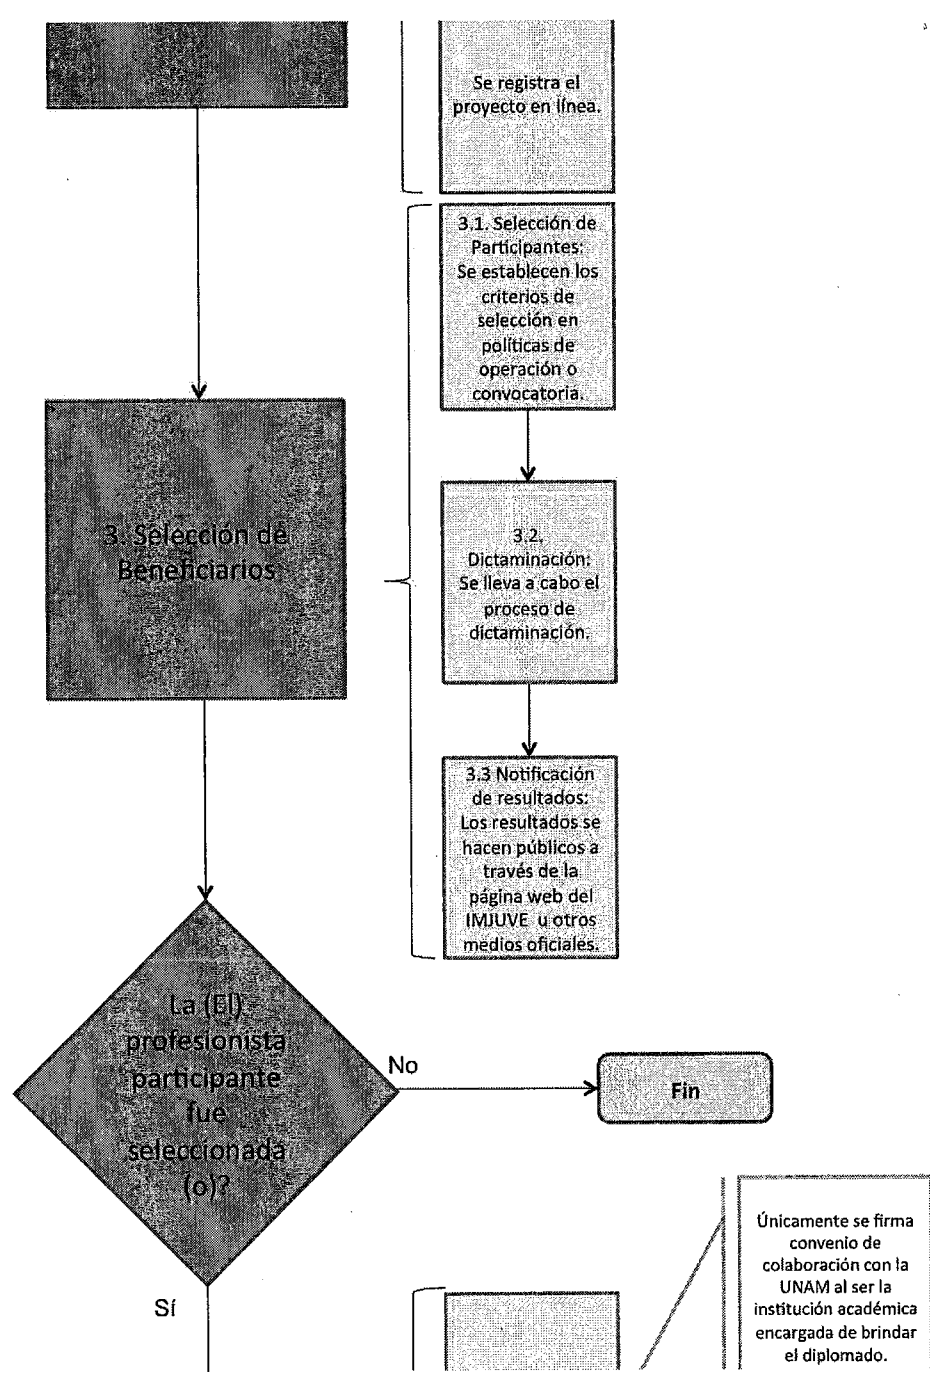 Se registra el
proyecto en línea.
3.1. Selección de
Participantes:
Se establecen los
criterios de
selección en
políticas de
operación o
convocatoria.
3. Selección de
Beneficiarios
3.2.
Dictaminación:
Se lleva a cabo el
proceso de
dictaminación.
3.3 Notificación
de resultados:
Los resultados se
hacen públicos a
través de la
página web del
IMJUVE u otros
medios oficiales.
La (El)
profesionista
participante
fue
seleccionada
(o)?
No
Fin
Sí
Únicamente se firma
convenio de
colaboración con la
UNAM al ser la
institución académica
encargada de brindar
el diplomado.